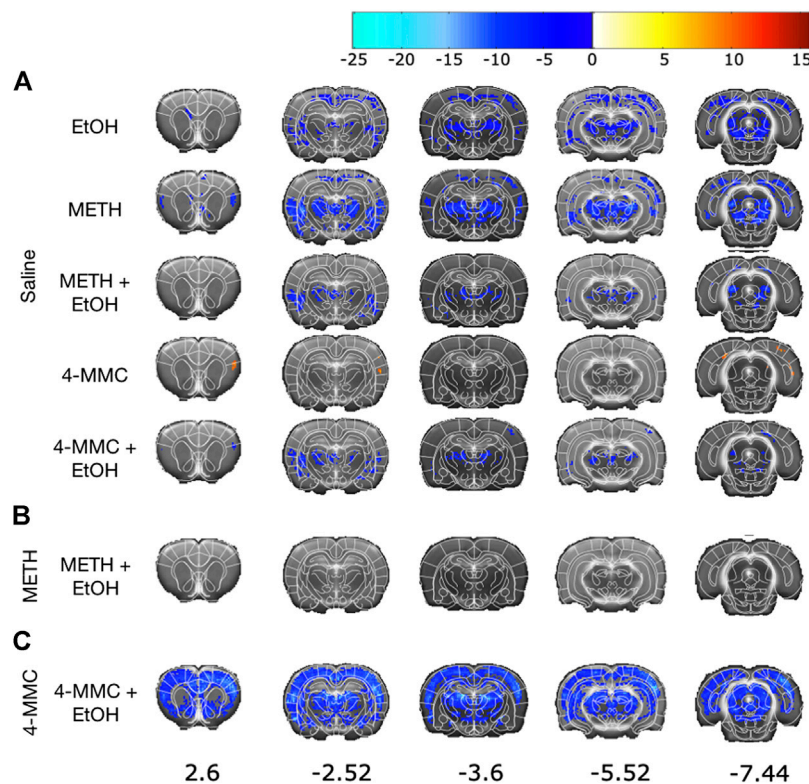 -25 -20 -15 -10 -5 0 5 10 15
A
Saline
EtOH
METH
METH +
EtOH
4-MMC
4-MMC +
EtOH
B
METH
METH +
EtOH
C
4-MMC
4-MMC +
EtOH
2.6 -2.52 -3.6 -5.52 -7.44